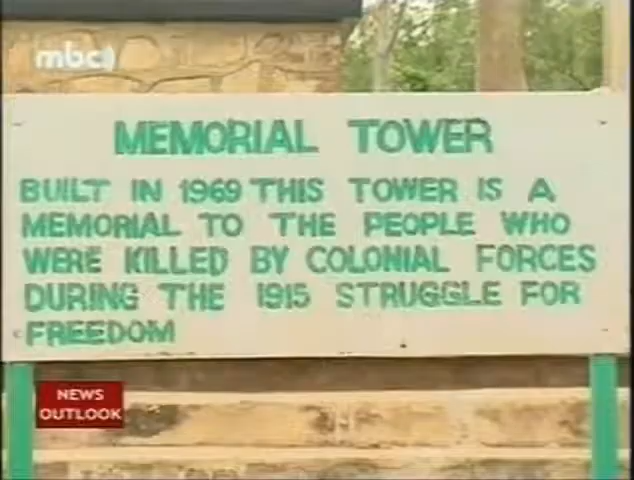 mbc
MEMORIAL TOWER
BUILT IN 1969 THIS TOWER IS A
MEMORIAL TO THE PEOPLE WHO
WERE KILLED BY COLONIAL FORCES
DURING THE 1915 STRUGGLE FOR
FREEDOM
NEWS
OUTLOOK